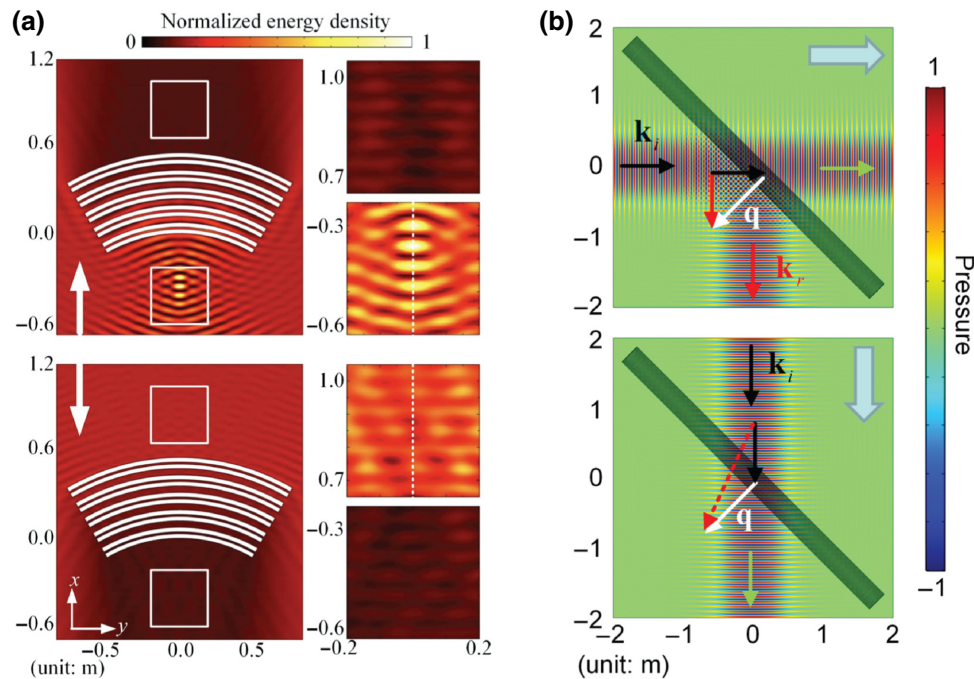 (a)
Normalized energy density
0 1
1.2
0.6
0.0
−0.6
1.0
0.7
−0.3
−0.6
1.2
0.6
0.0
−0.6
x
y
−0.5 0.0 0.5
(unit: m)
1.0
0.7
−0.3
−0.6
−0.2 0.2
(b)
2
1
0
−1
−2
k_i
q
k_r
2
1
0
−1
−2
k_i
q
−2 −1 0 1 2
(unit: m)
1
Pressure
−1